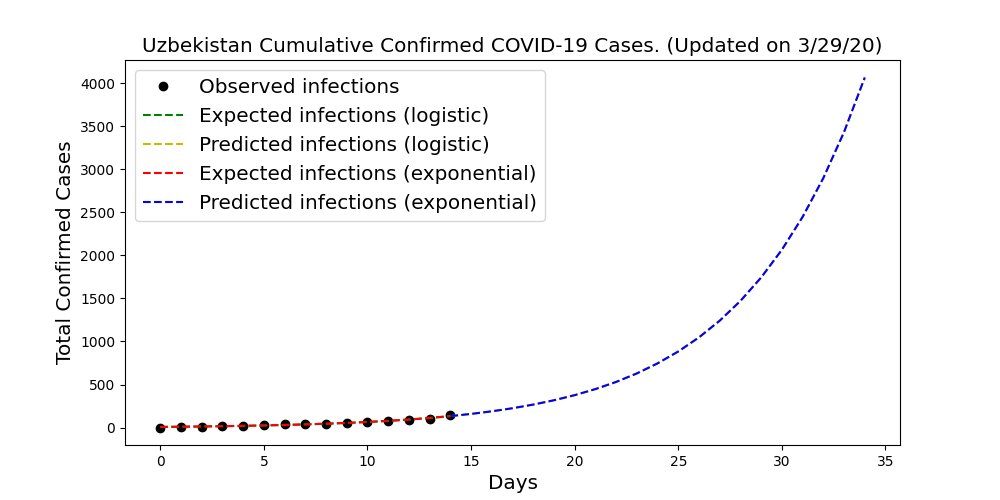 Uzbekistan Cumulative Confirmed COVID-19 Cases. (Updated on 3/29/20)
Observed infections
Expected infections (logistic)
Predicted infections (logistic)
Expected infections (exponential)
Predicted infections (exponential)
Total Confirmed Cases
4000
3500
3000
2500
2000
1500
1000
500
0
0 5 10 15 20 25 30 35
Days